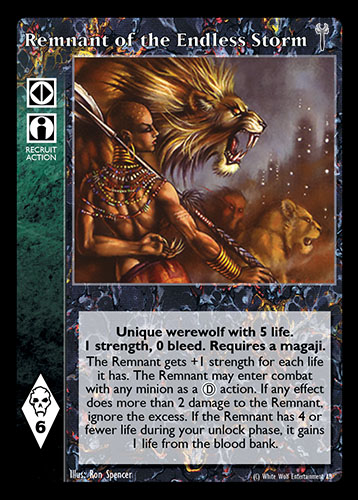 Remnant of the Endless Storm
RECRUIT
ACTION
Unique werewolf with 5 life.
1 strength, 0 bleed. Requires a magaji.
The Remnant gets +1 strength for each life
it has. The Remnant may enter combat
with any minion as a Ⓓ action. If any effect
does more than 2 damage to the Remnant,
ignore the excess. If the Remnant has 4 or
fewer life during your unlock phase, it gains
1 life from the blood bank.
6
Illus: Ron Spencer
(C) White Wolf Entertainment AB